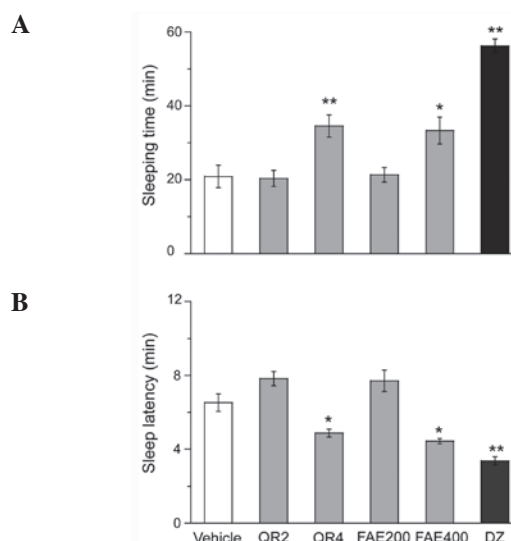 A
Sleeping time (min)
60
40
20
0
**
*
**
B
Sleep latency (min)
12
8
4
0
*
*
**
Vehicle QR2 QR4 FAE200 FAE400 DZ